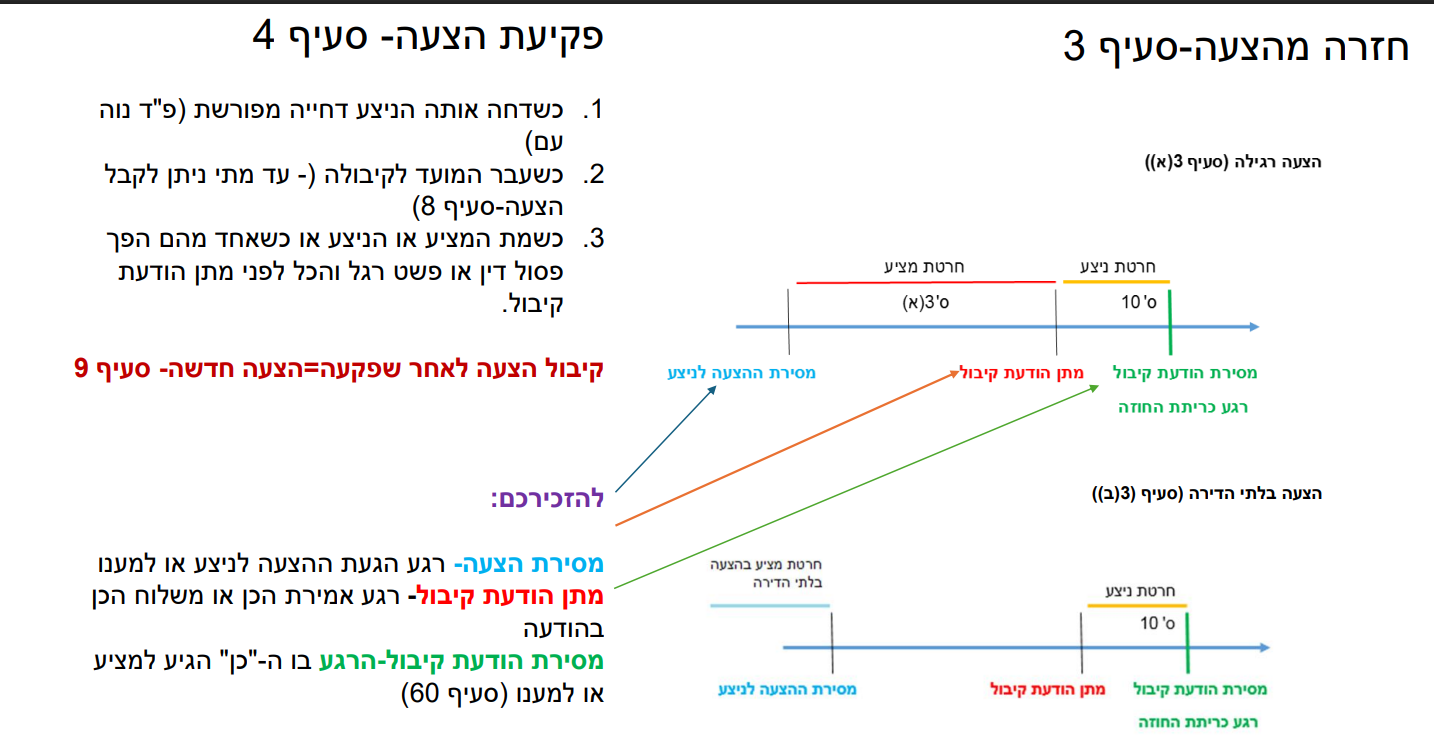 חזרה מהצעה-סעיף 3
הצעה רגילה (סעיף 3(א))
חרטת מציע
חרטת ניצע
ס'3(א)
ס' 10
מסירת ההצעה לניצע
מתן הודעת קיבול
מסירת הודעת קיבול
רגע כריתת החוזה
הצעה בלתי הדירה (סעיף 3(ב))
חרטת מציע בהצעה
בלתי הדירה
חרטת ניצע
ס' 10
מסירת ההצעה לניצע
מתן הודעת קיבול
מסירת הודעת קיבול
רגע כריתת החוזה
פקיעת הצעה- סעיף 4
1. כשדחה אותה הניצע דחייה מפורשת (פ"ד נוה
עם)
2. כשעבר המועד לקיבולה (- עד מתי ניתן לקבל
הצעה-סעיף 8)
3. כשמת המציע או הניצע או כשאחד מהם הפך
פסול דין או פשט רגל והכל לפני מתן הודעת
קיבול.
קיבול הצעה לאחר שפקעה=הצעה חדשה- סעיף 9
להזכירכם:
מסירת הצעה- רגע הגעת ההצעה לניצע או למענו
מתן הודעת קיבול- רגע אמירת הכן או משלוח הכן
בהודעה
מסירת הודעת קיבול-הרגע בו ה-"כן" הגיע למציע
או למענו (סעיף 60)